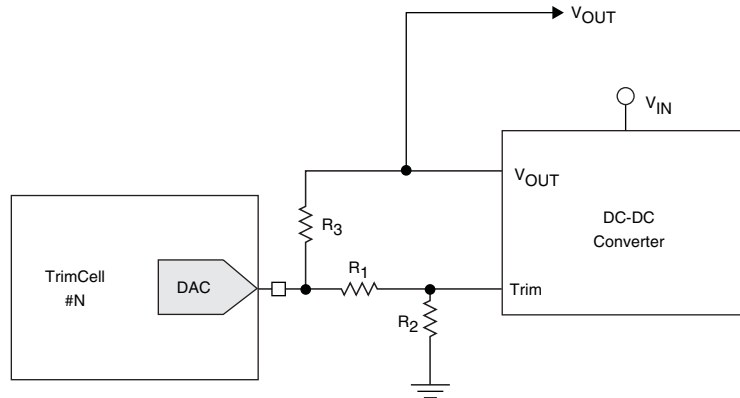 VOUT
VIN
VOUT
DC-DC
Converter
R3
TrimCell
#N
DAC
R1
Trim
R2